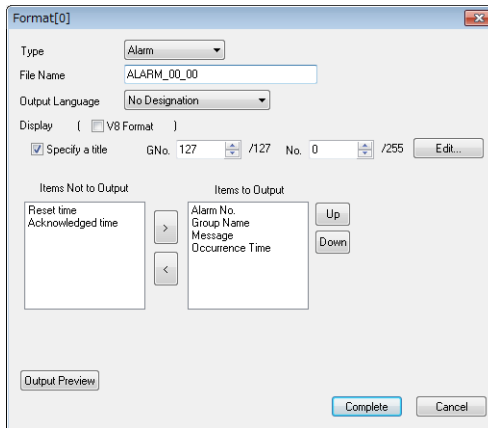 Format[0]
Type Alarm
File Name ALARM_00_00
Output Language No Designation
Display ( V8 Format )
Specify a title GNo. 127 /127 No. 0 /255 Edit...
Items Not to Output Items to Output
Reset time
Acknowledged time
>
<
Alarm No.
Group Name
Message
Occurrence Time
Up
Down
Output Preview
Complete Cancel